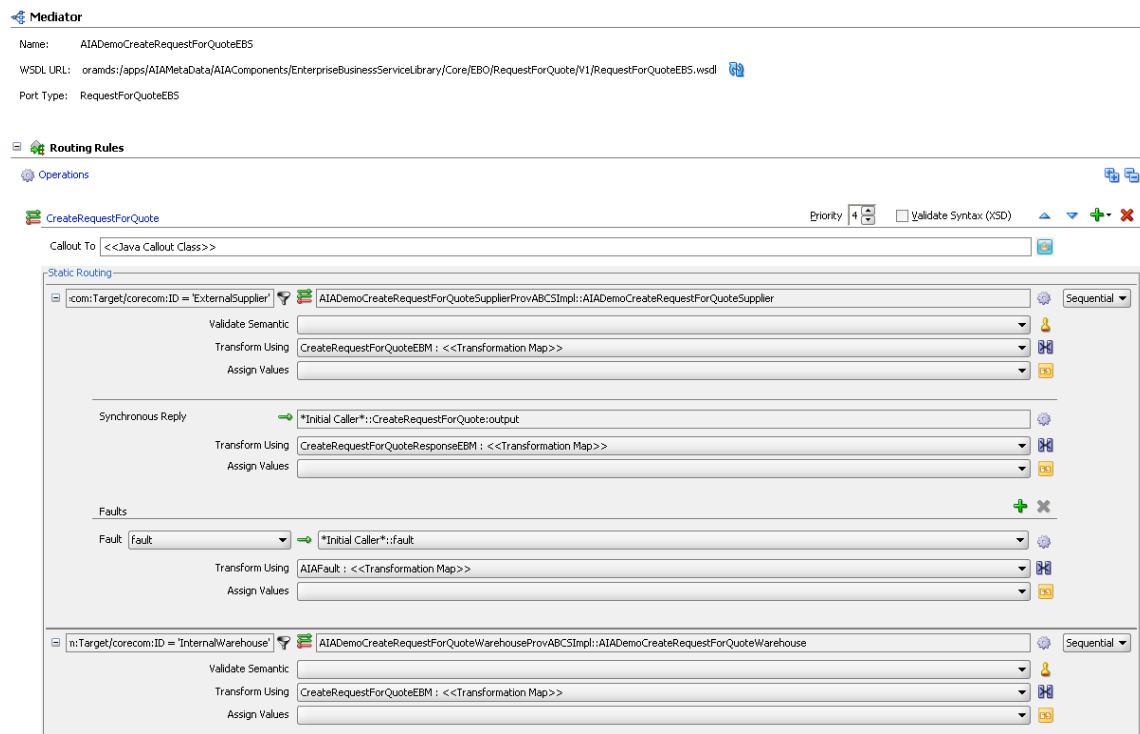 Mediator
Name: AIADemoCreateRequestForQuoteEBS
WSDL URL: oramds:/apps/AIAMetaData/AIAComponents/EnterpriseBusinessServiceLibrary/Core/EBO/RequestForQuote/V1/RequestForQuoteEBS.wsdl
Port Type: RequestForQuoteEBS
Routing Rules
Operations
CreateRequestForQuote Priority 4 Validate Syntax (XSD)
Callout To <<Java Callout Class>>
Static Routing
:com:Target/corecom:ID = 'ExternalSupplier' AIADemoCreateRequestForQuoteSupplierProvABCSImpl::AIADemoCreateRequestForQuoteSupplier Sequential
Validate Semantic
Transform Using CreateRequestForQuoteEBM : <<Transformation Map>>
Assign Values
Synchronous Reply *Initial Caller*::CreateRequestForQuote:output
Transform Using CreateRequestForQuoteResponseEBM : <<Transformation Map>>
Assign Values
Faults
Fault fault *Initial Caller*::fault
Transform Using AIAFault : <<Transformation Map>>
Assign Values
n:Target/corecom:ID = 'InternalWarehouse' AIADemoCreateRequestForQuoteWarehouseProvABCSImpl::AIADemoCreateRequestForQuoteWarehouse Sequential
Validate Semantic
Transform Using CreateRequestForQuoteEBM : <<Transformation Map>>
Assign Values